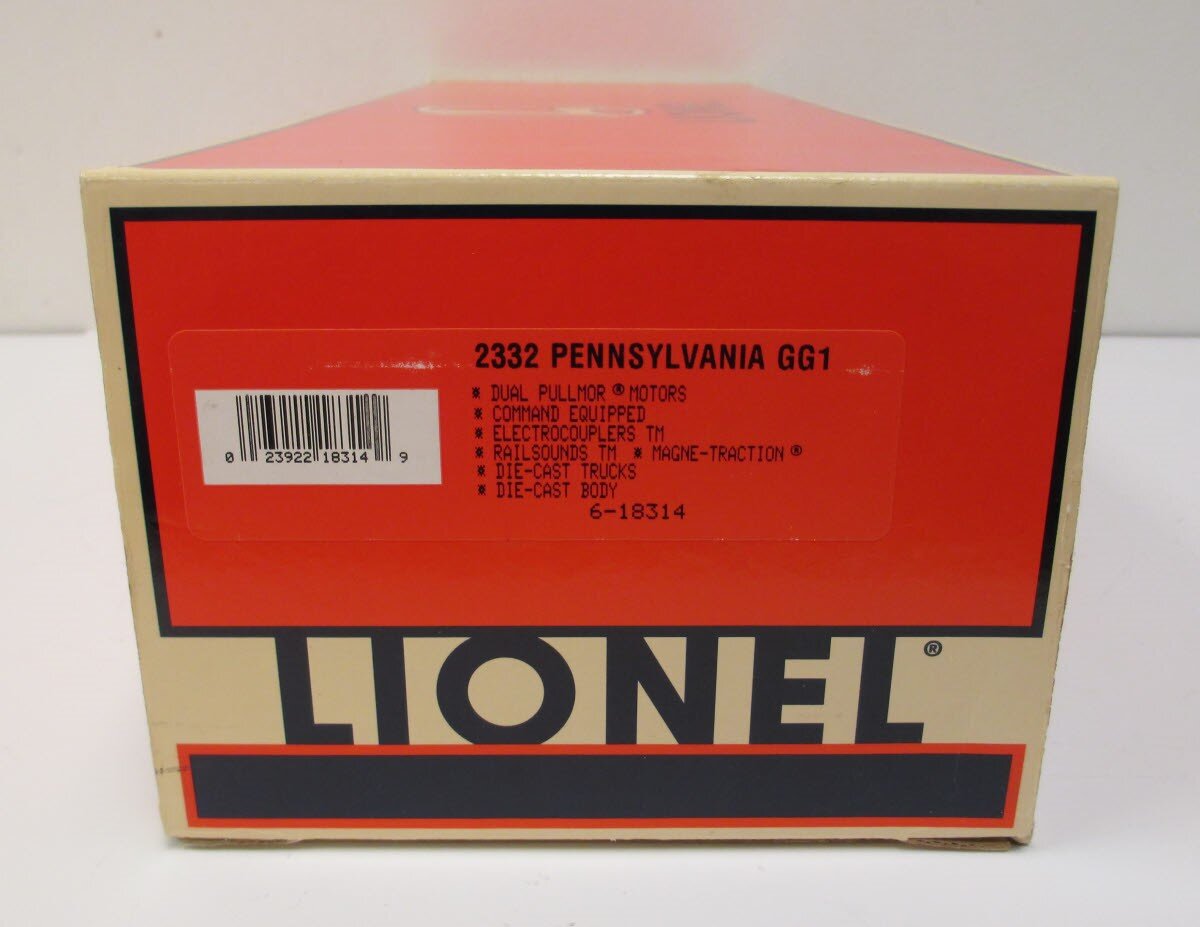 2332 PENNSYLVANIA GG1
* DUAL PULLMOR® MOTORS
* COMMAND EQUIPPED
* ELECTROCOUPLERS TM
* RAILSOUNDS TM * MAGNE-TRACTION®
* DIE-CAST TRUCKS
* DIE-CAST BODY
6-18314
0 23922 18314 9
LIONEL®